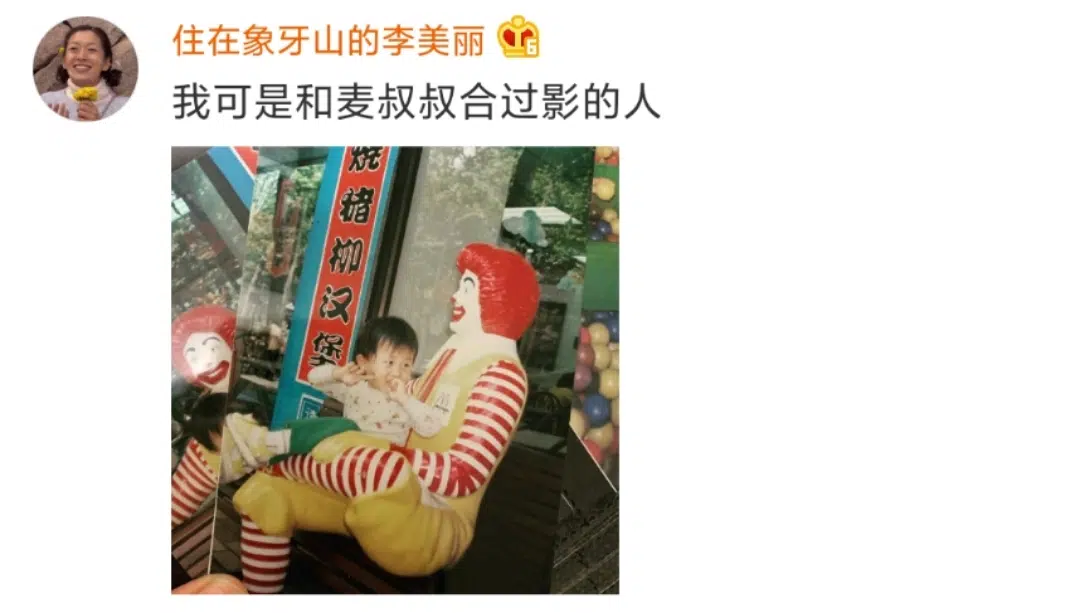 住在象牙山的李美丽
我可是和麦叔叔合过影的人
烧猪柳汉堡